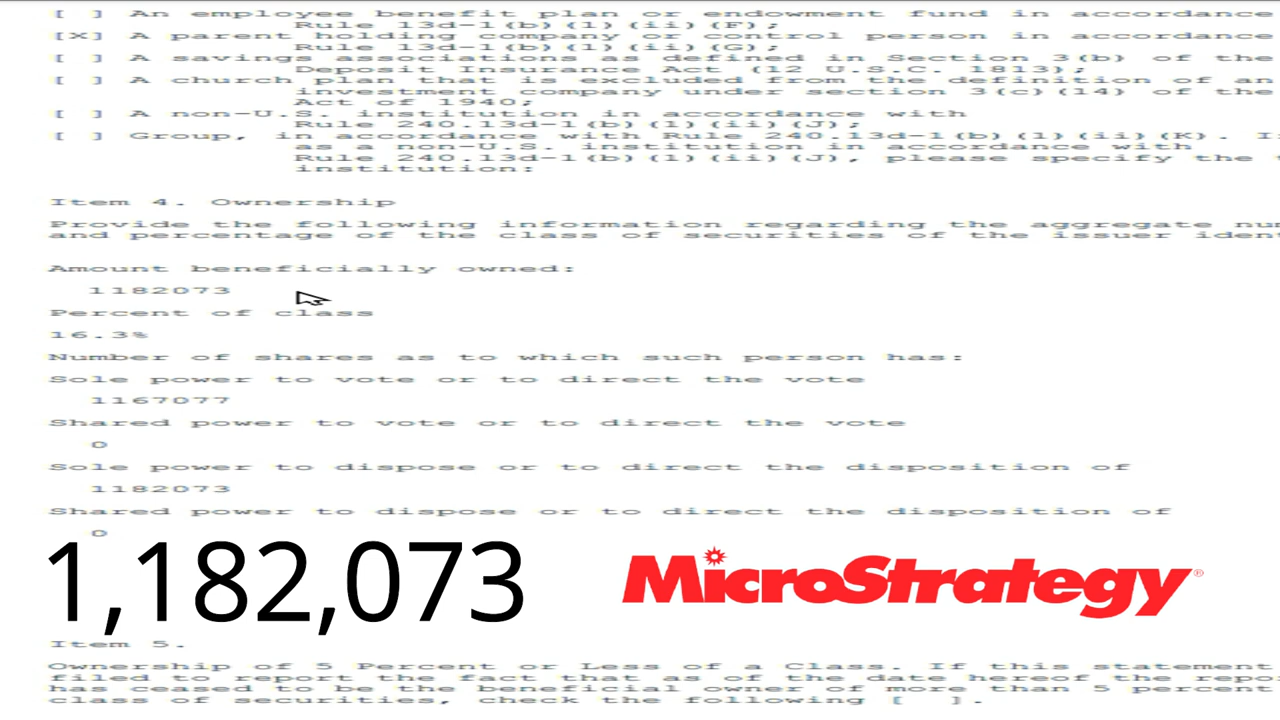 [ ] An employee benefit plan or endowment fund in accordance
Rule 13d-1(b)(1)(ii)(F);
[X] A parent holding company or control person in accordance
Rule 13d-1(b)(1)(ii)(G);
[ ] A savings associations as defined in Section 3(b) of the
Deposit Insurance Act (12 U.S.C. 1813);
[ ] A church plan that is excluded from the definition of an
investment company under section 3(c)(14) of the
Act of 1940;
[ ] A non-U.S. institution in accordance with
Rule 240.13d-1(b)(1)(ii)(J);
[ ] Group, in accordance with Rule 240.13d-1(b)(1)(ii)(K). I
as a non-U.S. institution in accordance with
Rule 240.13d-1(b)(1)(ii)(J), please specify the
institution:
Item 4. Ownership
Provide the following information regarding the aggregate nu
and percentage of the class of securities of the issuer iden
Amount beneficially owned:
1182073
Percent of class
16.3%
Number of shares as to which such person has:
Sole power to vote or to direct the vote
1167077
Shared power to vote or to direct the vote
0
Sole power to dispose or to direct the disposition of
1182073
Shared power to dispose or to direct the disposition of
0
1,182,073
MicroStrategy®
Item 5.
Ownership of 5 Percent or Less of a Class. If this statement
filed to report the fact that as of the date hereof the repo
has ceased to be the beneficial owner of more than 5 percent
class of securities, check the following [ ].